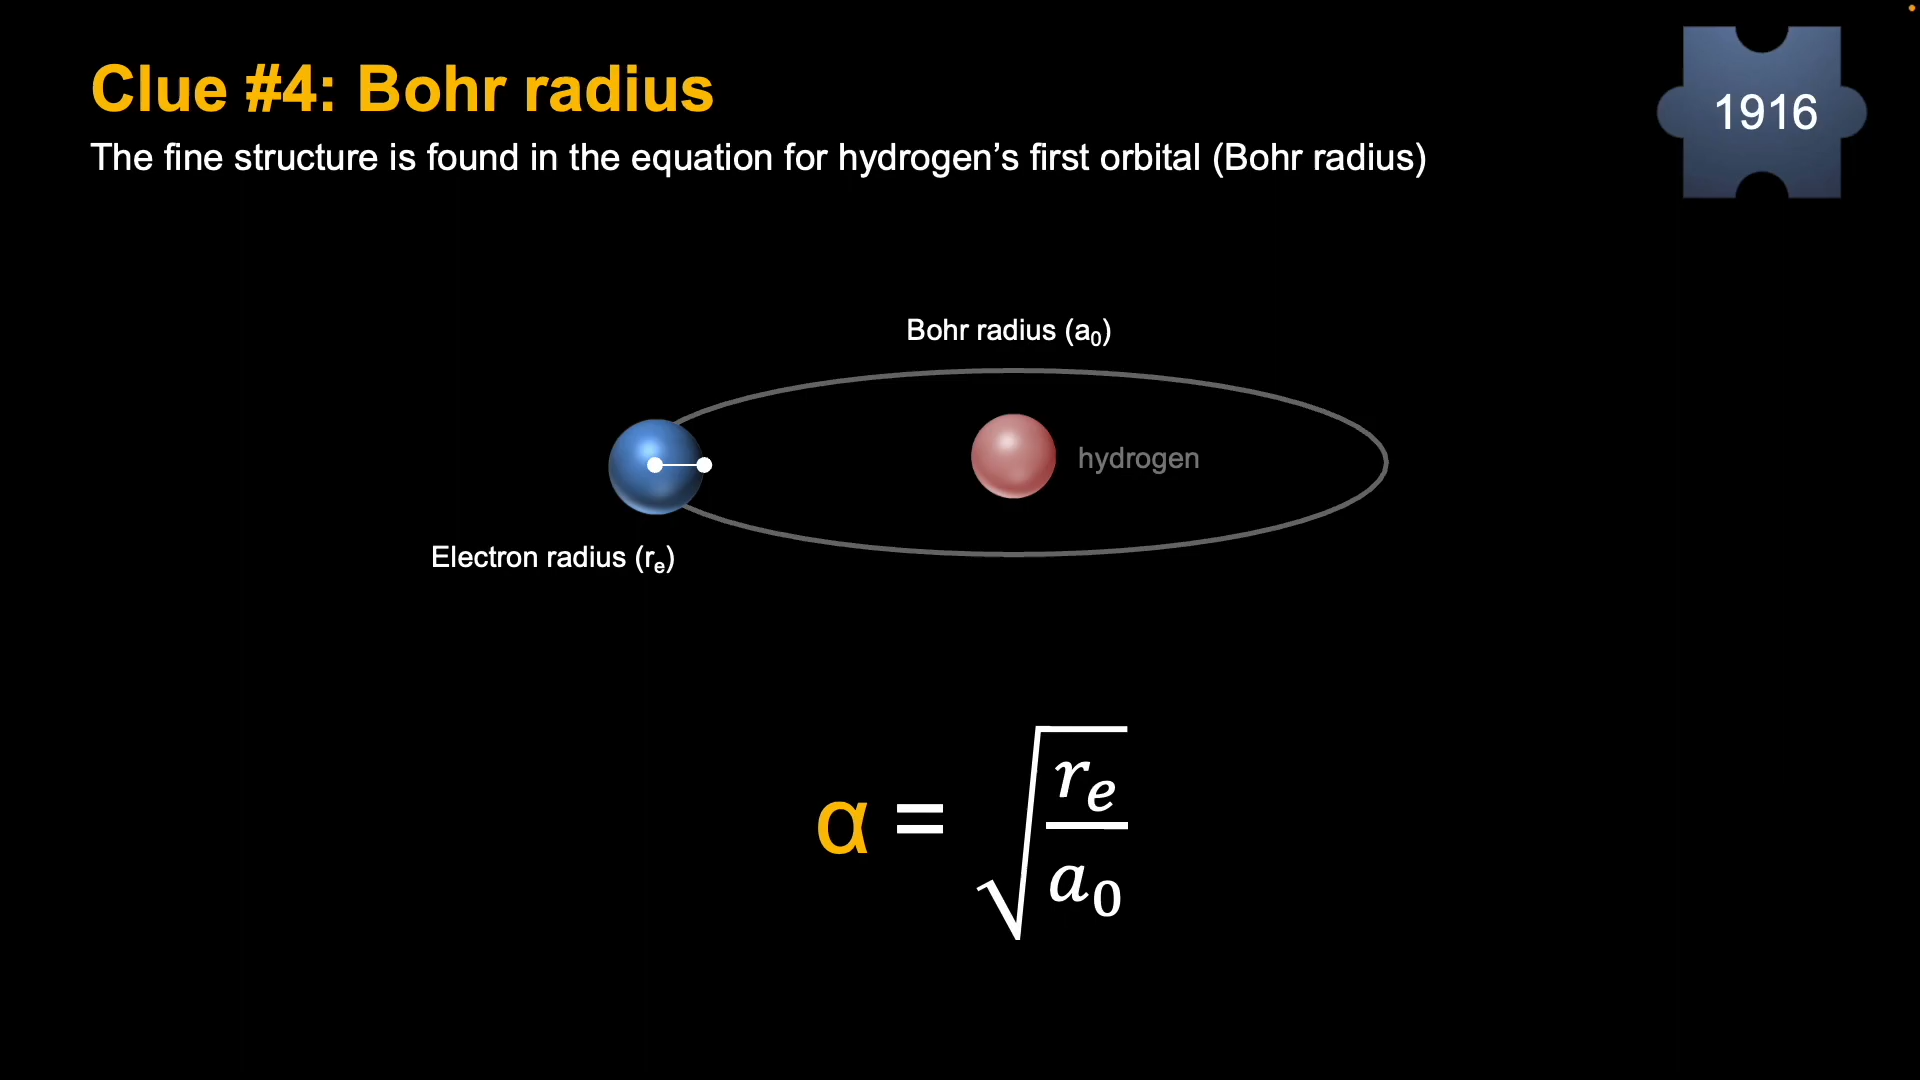 Clue #4: Bohr radius
The fine structure is found in the equation for hydrogen’s first orbital (Bohr radius)
1916
Bohr radius (a₀)
hydrogen
Electron radius (rₑ)
α = √(rₑ/a₀)